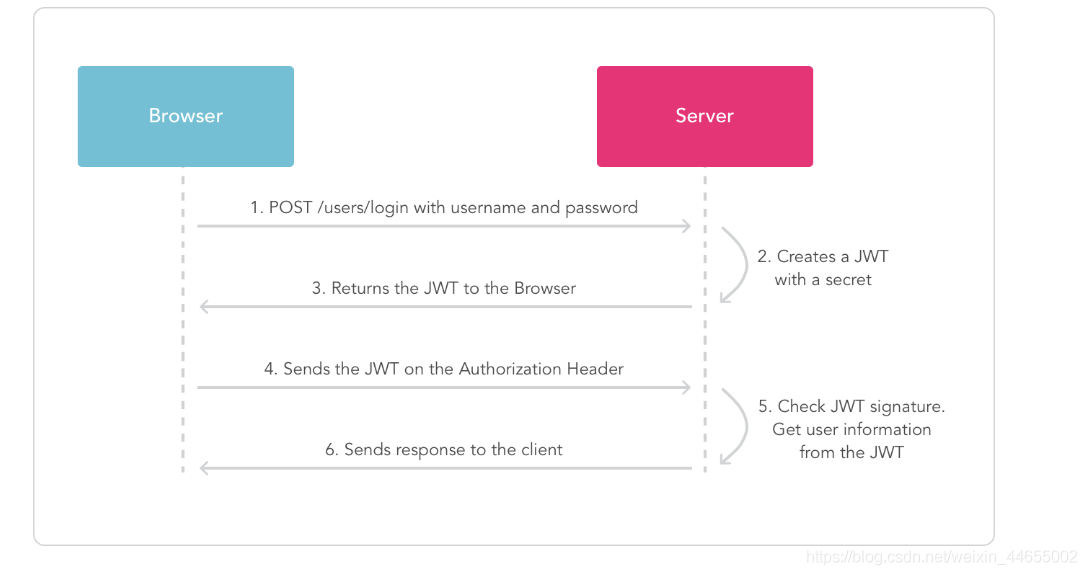 Browser
Server
1. POST /users/login with username and password
2. Creates a JWT
with a secret
3. Returns the JWT to the Browser
4. Sends the JWT on the Authorization Header
5. Check JWT signature.
Get user information
from the JWT
6. Sends response to the client
https://blog.csdn.net/weixin_44655002